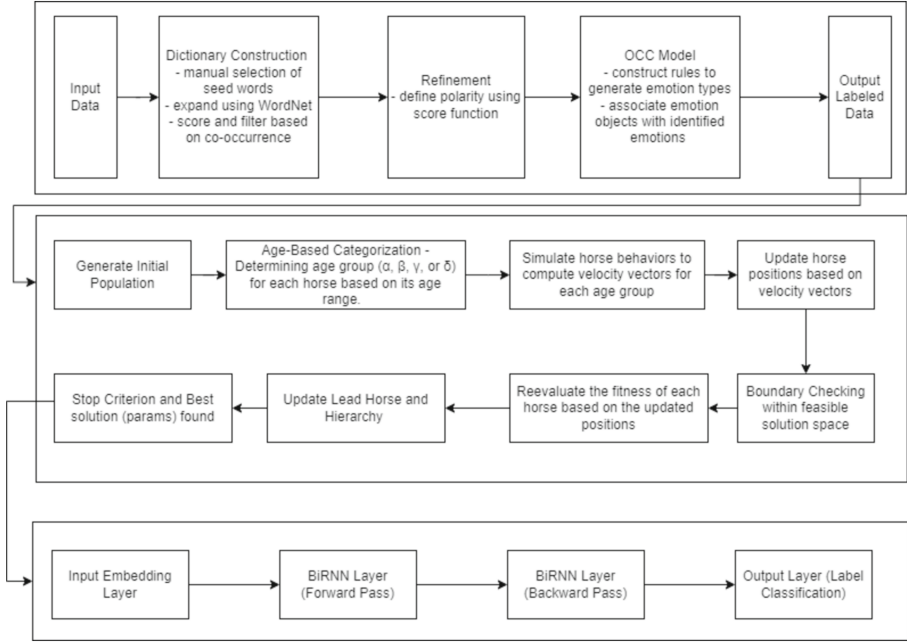 Input
Data
Dictionary Construction
- manual selection of
seed words
- expand using WordNet
- score and filter based
on co-occurrence
Refinement
- define polarity using
score function
OCC Model
- construct rules to
generate emotion types
- associate emotion
objects with identified
emotions
Output
Labeled
Data
Generate Initial
Population
Age-Based Categorization -
Determining age group (α, β, γ, or δ)
for each horse based on its age
range.
Simulate horse behaviors to
compute velocity vectors for
each age group
Update horse
positions based on
velocity vectors
Stop Criterion and Best
solution (params) found
Update Lead Horse and
Hierarchy
Reevaluate the fitness of each
horse based on the updated
positions
Boundary Checking
within feasible
solution space
Input Embedding
Layer
BiRNN Layer
(Forward Pass)
BiRNN Layer
(Backward Pass)
Output Layer (Label
Classification)